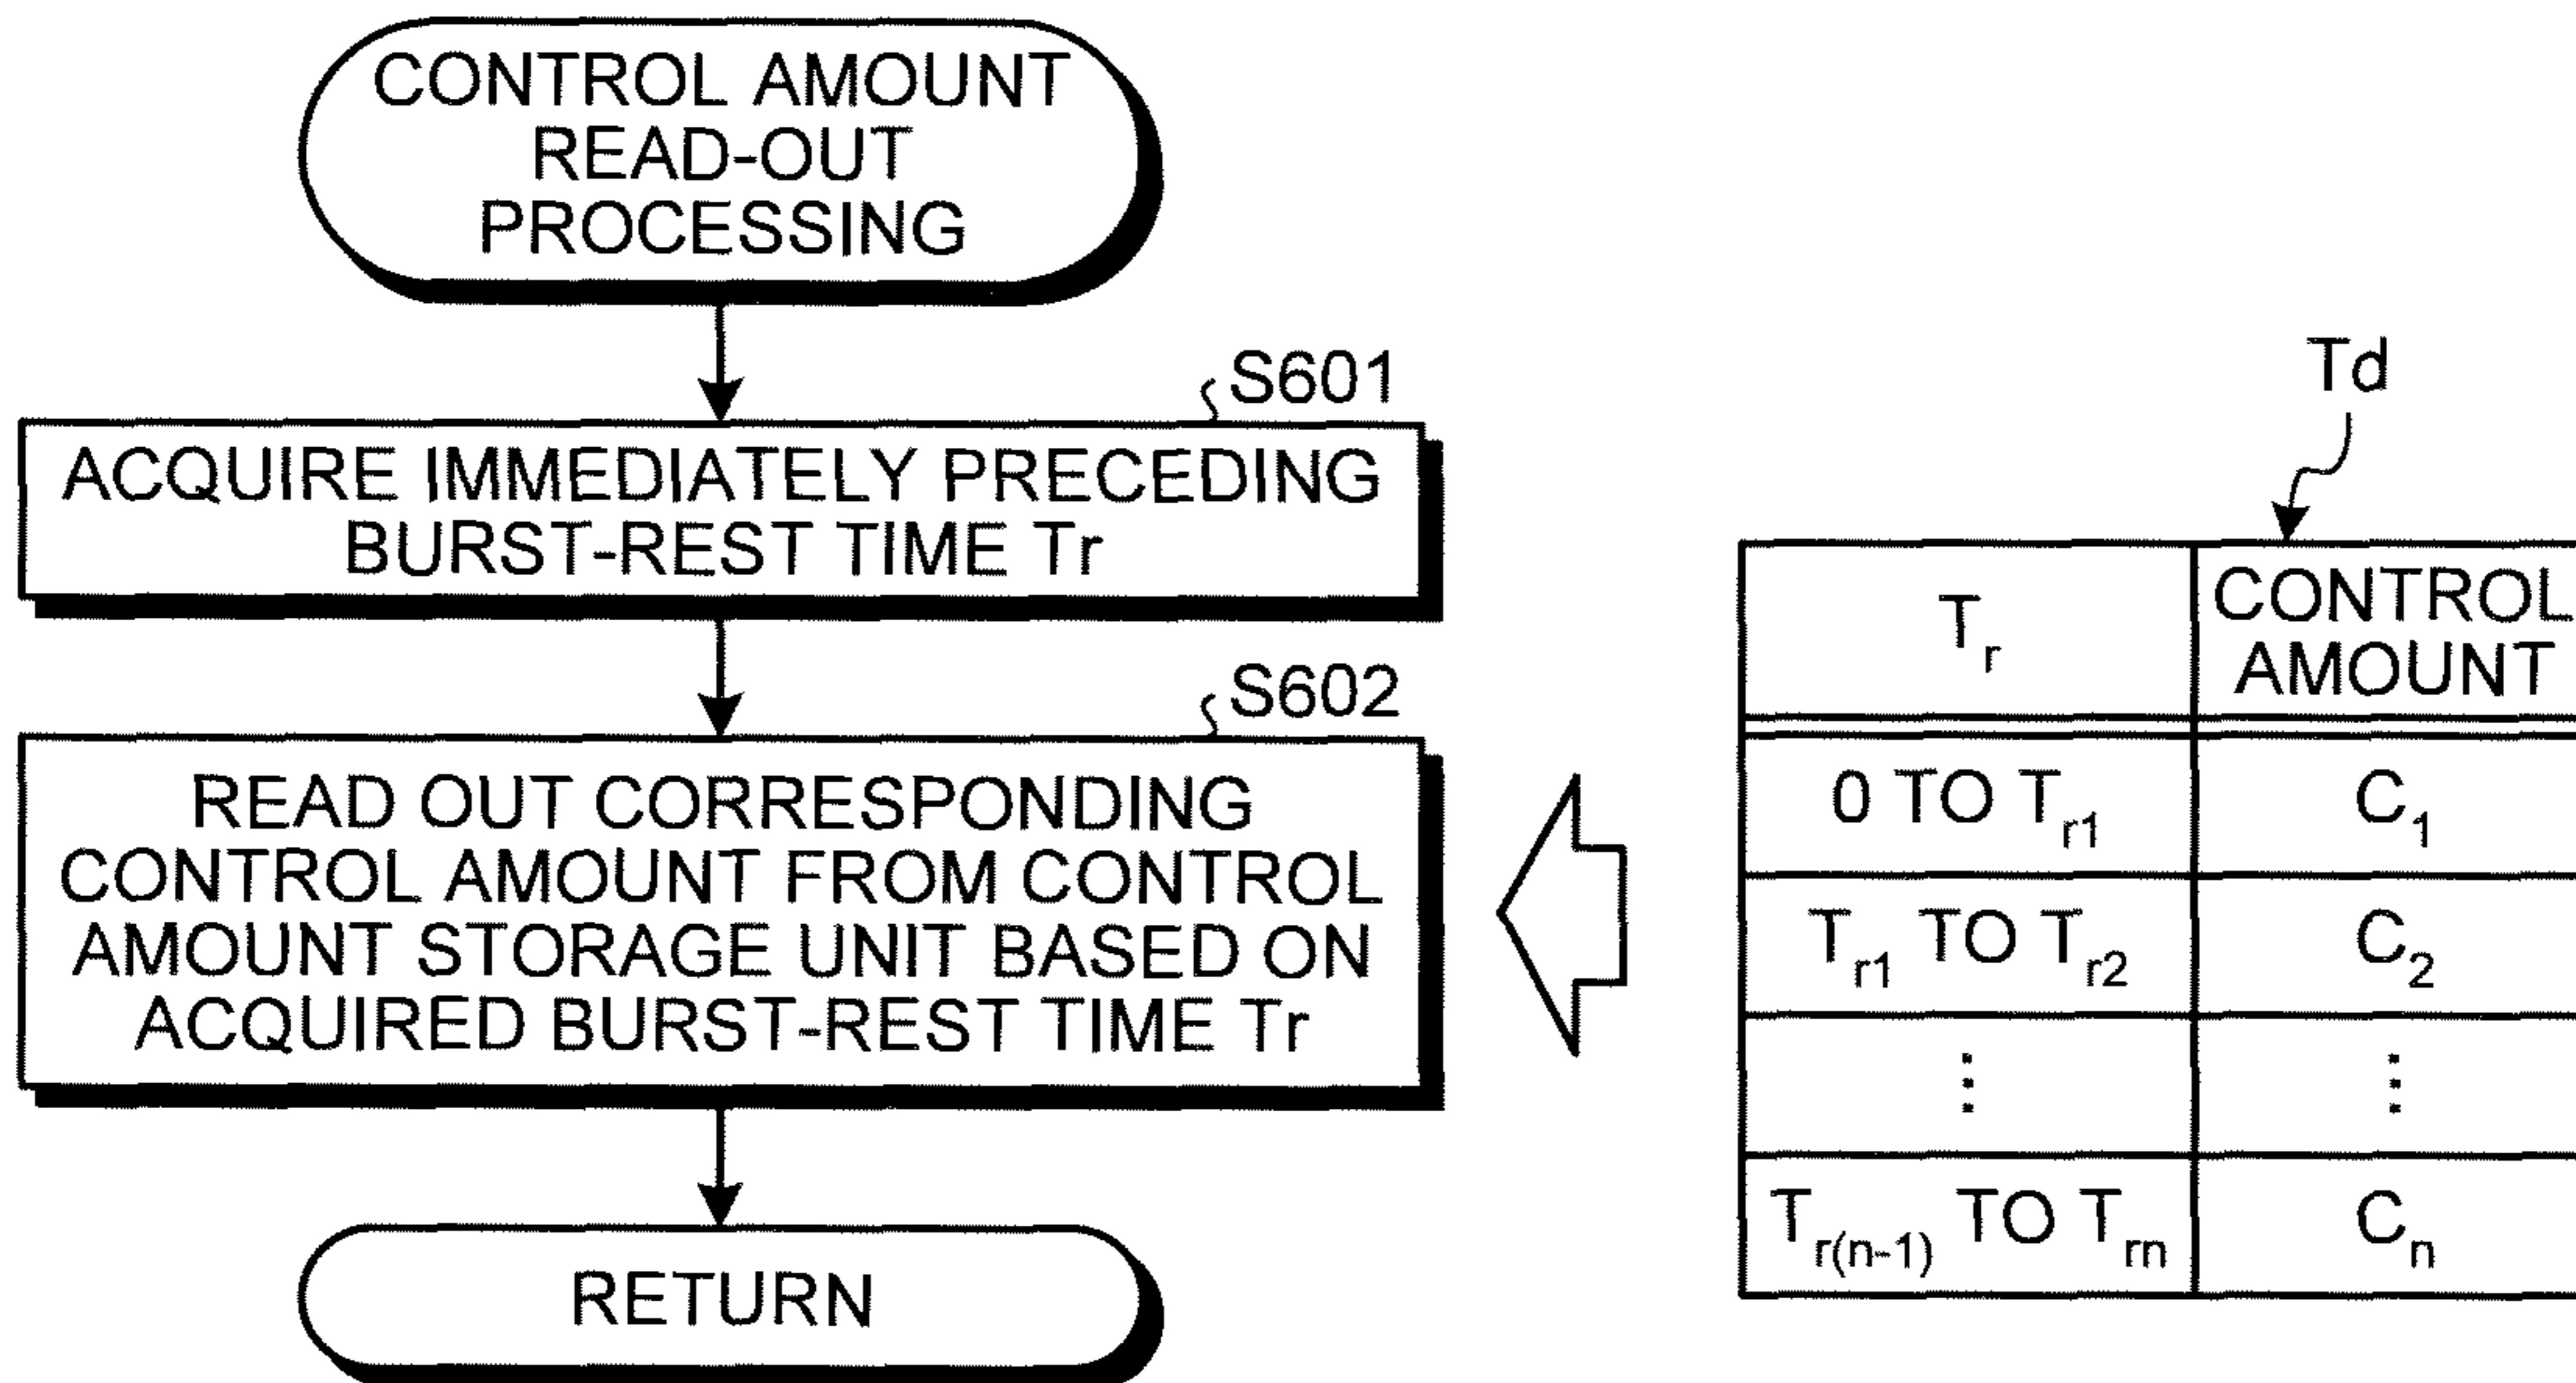 CONTROL AMOUNT
READ-OUT
PROCESSING
S601
ACQUIRE IMMEDIATELY PRECEDING
BURST-REST TIME Tr
S602
READ OUT CORRESPONDING
CONTROL AMOUNT FROM CONTROL
AMOUNT STORAGE UNIT BASED ON
ACQUIRED BURST-REST TIME Tr
RETURN
Td
Tr
CONTROL
AMOUNT
0 TO Tr1
C1
Tr1 TO Tr2
C2
⋮
⋮
Tr(n-1) TO Trn
Cn